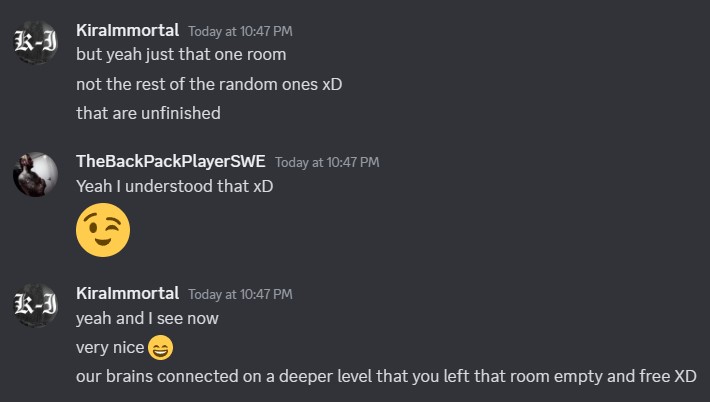 K-I
KiraImmortal Today at 10:47 PM
but yeah just that one room
not the rest of the random ones xD
that are unfinished
TheBackPackPlayerSWE Today at 10:47 PM
Yeah I understood that xD
K-I
KiraImmortal Today at 10:47 PM
yeah and I see now
very nice
our brains connected on a deeper level that you left that room empty and free XD